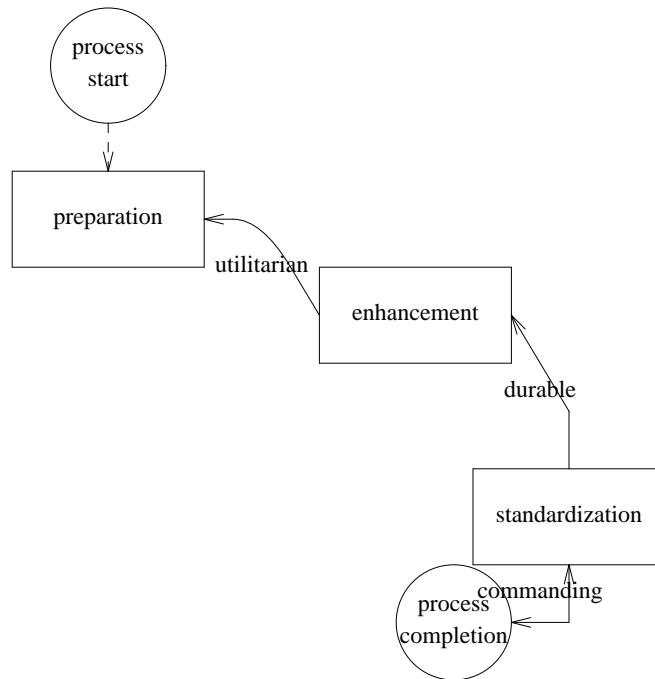 process
start
preparation
utilitarian
enhancement
durable
standardization
commanding
process
completion